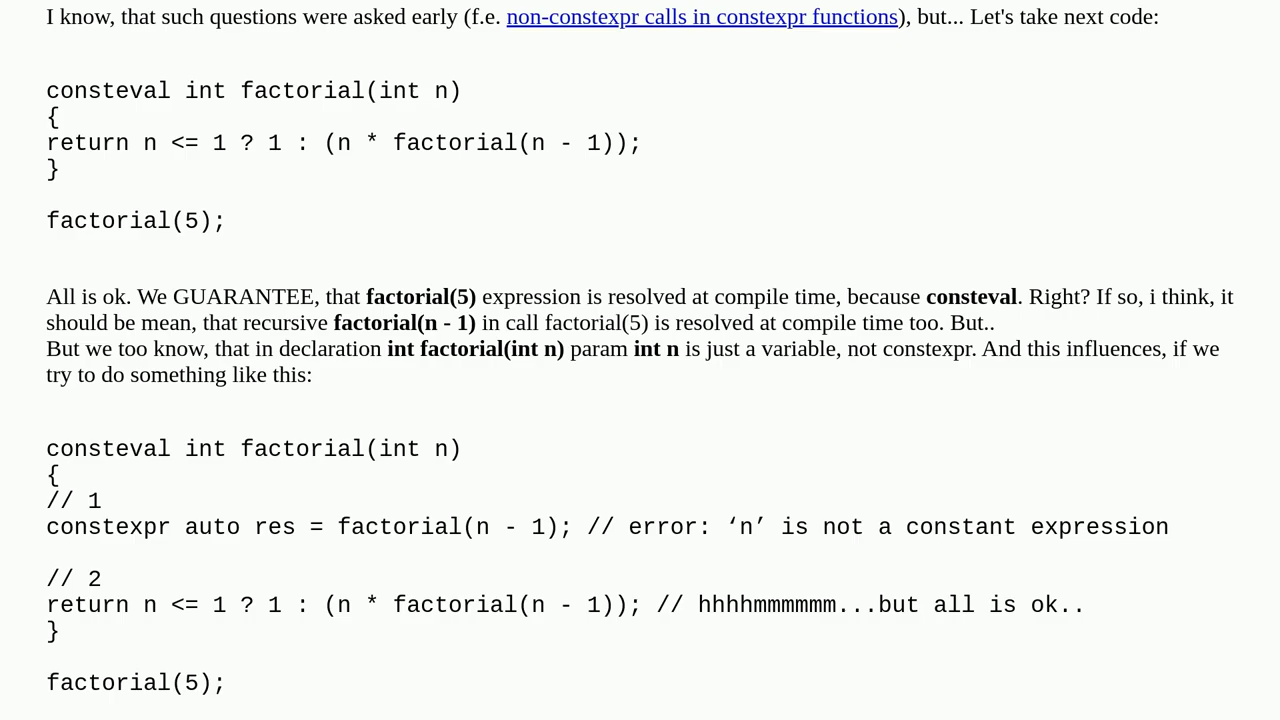 I know, that such questions were asked early (f.e. non-constexpr calls in constexpr functions), but... Let's take next code:
consteval int factorial(int n)
{
return n <= 1 ? 1 : (n * factorial(n - 1));
}
factorial(5);
All is ok. We GUARANTEE, that factorial(5) expression is resolved at compile time, because consteval. Right? If so, i think, it
should be mean, that recursive factorial(n - 1) in call factorial(5) is resolved at compile time too. But..
But we too know, that in declaration int factorial(int n) param int n is just a variable, not constexpr. And this influences, if we
try to do something like this:
consteval int factorial(int n)
{
// 1
constexpr auto res = factorial(n - 1); // error: ‘n’ is not a constant expression
// 2
return n <= 1 ? 1 : (n * factorial(n - 1)); // hhhhmmmmmm...but all is ok..
}
factorial(5);